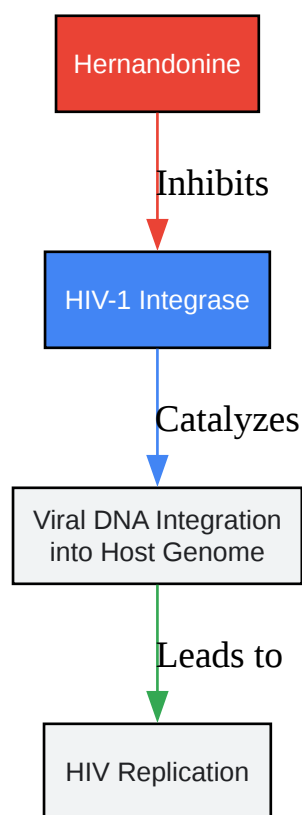 Hernandonine
Inhibits
HIV-1 Integrase
Catalyzes
Viral DNA Integration
into Host Genome
Leads to
HIV Replication